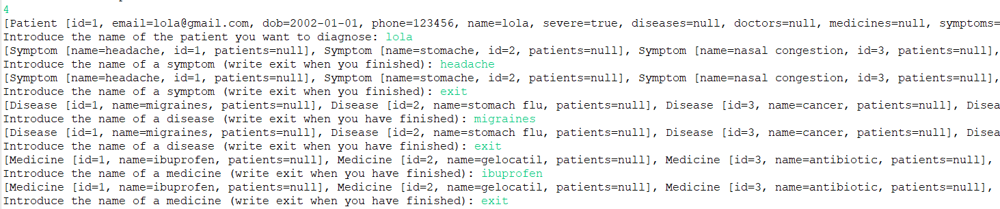 4
[Patient [id=1, email=lola@gmail.com, dob=2002-01-01, phone=123456, name=lola, severe=true, diseases=null, doctors=null, medicines=null, symptoms=
Introduce the name of the patient you want to diagnose: lola
[Symptom [name=headache, id=1, patients=null], Symptom [name=stomache, id=2, patients=null], Symptom [name=nasal congestion, id=3, patients=null],
Introduce the name of a symptom (write exit when you finished): headache
[Symptom [name=headache, id=1, patients=null], Symptom [name=stomache, id=2, patients=null], Symptom [name=nasal congestion, id=3, patients=null],
Introduce the name of a symptom (write exit when you finished): exit
[Disease [id=1, name=migraines, patients=null], Disease [id=2, name=stomach flu, patients=null], Disease [id=3, name=cancer, patients=null], Disea
Introduce the name of a disease (write exit when you have finished): migraines
[Disease [id=1, name=migraines, patients=null], Disease [id=2, name=stomach flu, patients=null], Disease [id=3, name=cancer, patients=null], Disea
Introduce the name of a disease (write exit when you have finished): exit
[Medicine [id=1, name=ibuprofen, patients=null], Medicine [id=2, name=gelocatil, patients=null], Medicine [id=3, name=antibiotic, patients=null],
Introduce the name of a medicine (write exit when you have finished): ibuprofen
[Medicine [id=1, name=ibuprofen, patients=null], Medicine [id=2, name=gelocatil, patients=null], Medicine [id=3, name=antibiotic, patients=null],
Introduce the name of a medicine (write exit when you have finished): exit